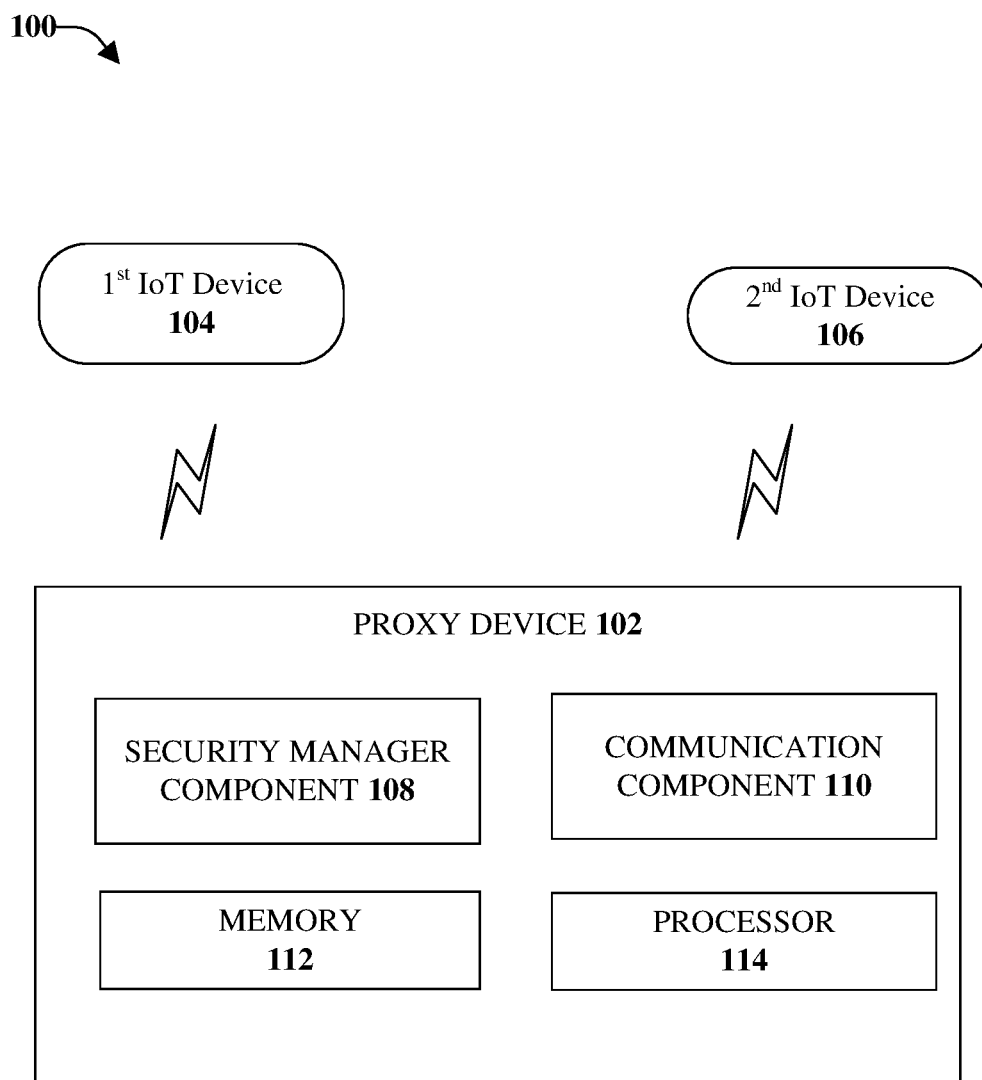 100
1st IoT Device
104
2nd IoT Device
106
PROXY DEVICE 102
SECURITY MANAGER
COMPONENT 108
COMMUNICATION
COMPONENT 110
MEMORY
112
PROCESSOR
114